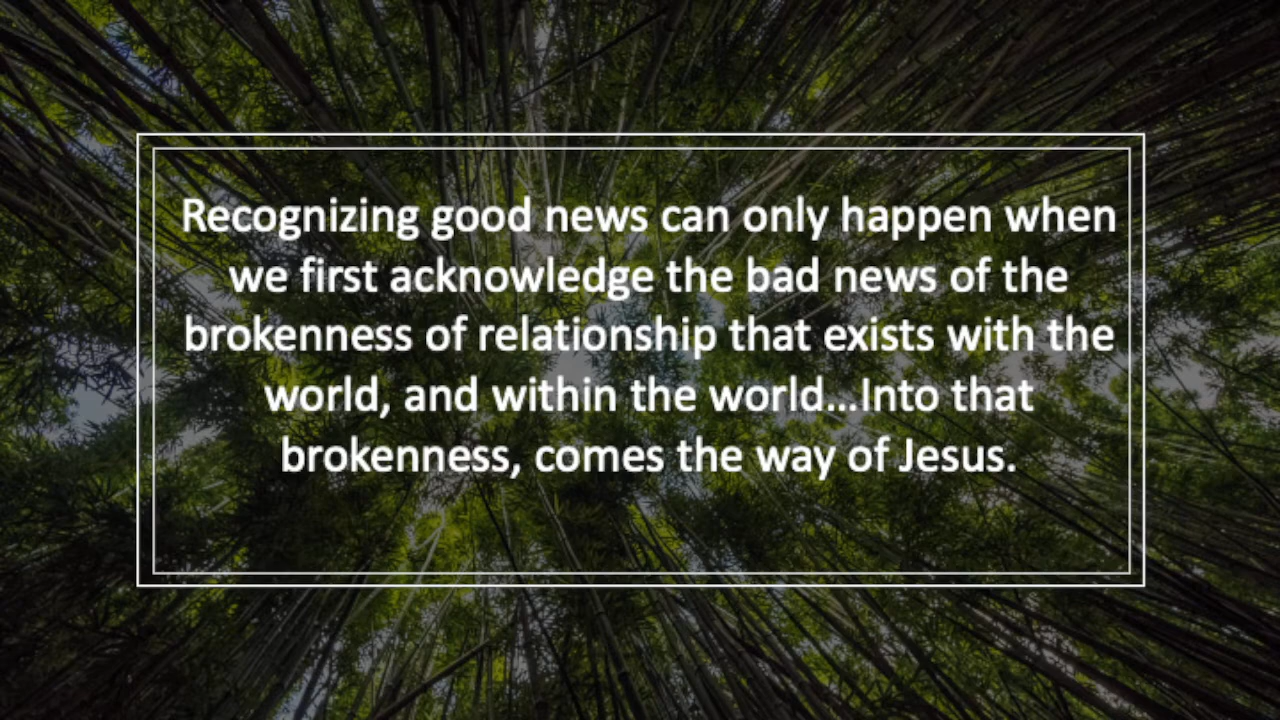 Recognizing good news can only happen when
we first acknowledge the bad news of the
brokenness of relationship that exists with the
world, and within the world...Into that
brokenness, comes the way of Jesus.